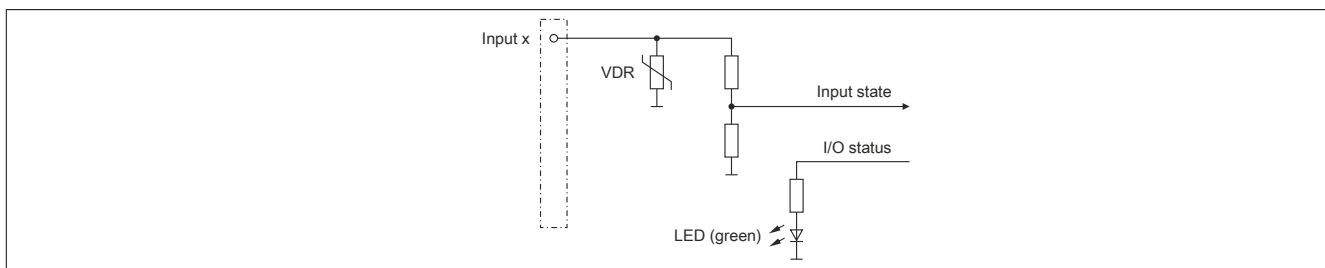 Input x
VDR
Input state
I/O status
LED (green)